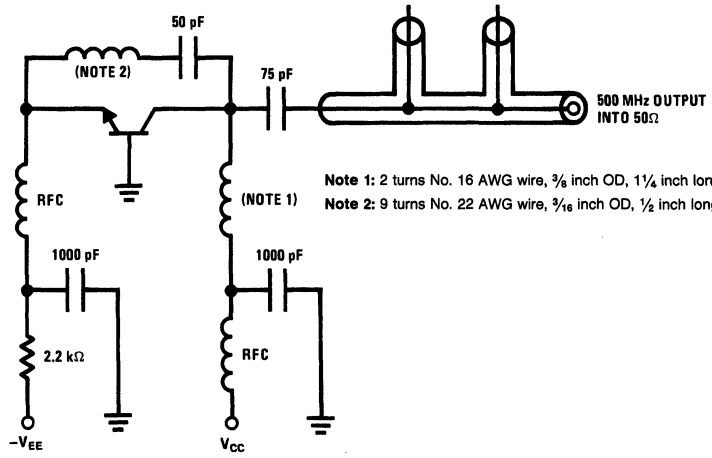 50 pF
(NOTE 2)
75 pF
500 MHz OUTPUT
INTO 50Ω
RFC
(NOTE 1)
Note 1: 2 turns No. 16 AWG wire, ⅜ inch OD, 1¼ inch lon
Note 2: 9 turns No. 22 AWG wire, 3⁄16 inch OD, ½ inch long
1000 pF
1000 pF
2.2 kΩ
RFC
–VEE
VCC